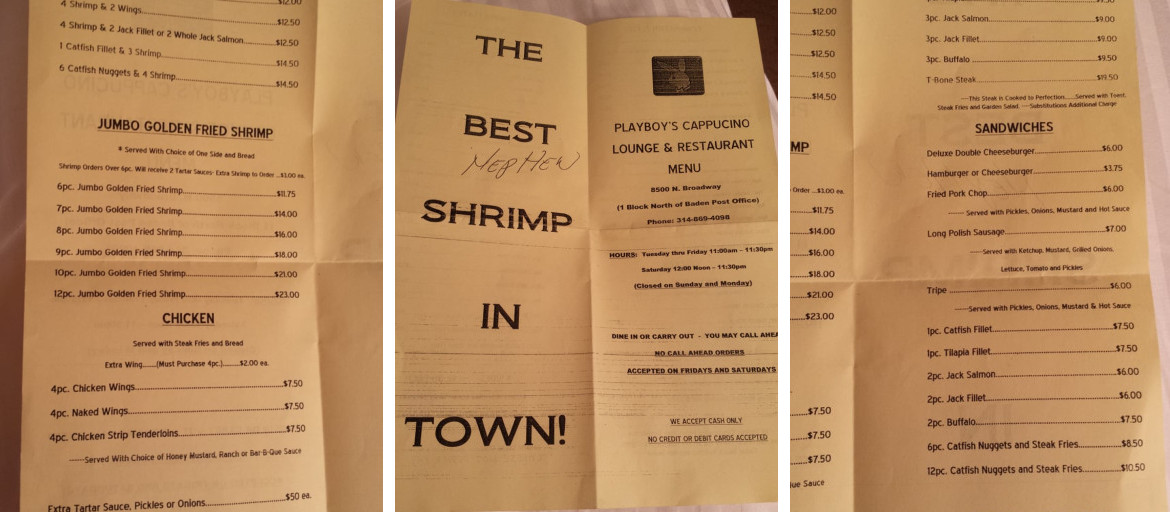 $12.00
4 Shrimp & 2 Wings $12.50
4 Shrimp & 2 Jack Fillet or 2 Whole Jack Salmon $12.50
1 Catfish Fillet & 3 Shrimp $14.50
6 Catfish Nuggets & 4 Shrimp $14.50
JUMBO GOLDEN FRIED SHRIMP
* Served With Choice of One Side and Bread
Shrimp Orders Over 6pc. Will receive 2 Tartar Sauces- Extra Shrimp to Order ...$3.00 ea.
6pc. Jumbo Golden Fried Shrimp $11.75
7pc. Jumbo Golden Fried Shrimp $14.00
8pc. Jumbo Golden Fried Shrimp $16.00
9pc. Jumbo Golden Fried Shrimp $18.00
10pc. Jumbo Golden Fried Shrimp $21.00
12pc. Jumbo Golden Fried Shrimp $23.00
CHICKEN
Served with Steak Fries and Bread
Extra Wing......(Must Purchase 4pc.)........$2.00 ea.
4pc. Chicken Wings $7.50
4pc. Naked Wings $7.50
4pc. Chicken Strip Tenderloins $7.50
-----Served With Choice of Honey Mustard, Ranch or Bar-B-Que Sauce
Extra Tartar Sauce, Pickles or Onions $50 ea.
THE
BEST
SHRIMP
IN
TOWN!
PLAYBOY'S CAPPUCINO
LOUNGE & RESTAURANT
MENU
8500 N. Broadway
(1 Block North of Baden Post Office)
Phone: 314-869-4098
HOURS: Tuesday thru Friday 11:00am - 11:30pm
Saturday 12:00 Noon - 11:30pm
(Closed on Sunday and Monday)
DINE IN OR CARRY OUT - YOU MAY CALL AHEA
NO CALL AHEAD ORDERS
ACCEPTED ON FRIDAYS AND SATURDAYS
WE ACCEPT CASH ONLY
NO CREDIT OR DEBIT CARDS ACCEPTED
$12.00
$12.50
$12.50
$14.50
$14.50
MP
Order ...$3.00 ea.
$11.75
$14.00
$16.00
$18.00
$21.00
$23.00
$7.50
$7.50
$7.50
que Sauce
3pc. Jack Salmon $9.00
3pc. Jack Fillet $9.00
3pc. Buffalo $9.50
T-Bone Steak $19.50
----This Steak is Cooked to Perfection......Served with Toast,
Steak Fries and Garden Salad. ----Substitutions Additional Charge
SANDWICHES
Deluxe Double Cheeseburger $6.00
Hamburger or Cheeseburger $3.75
Fried Pork Chop $6.00
----- Served with Pickles, Onions, Mustard and Hot Sauce
Long Polish Sausage $7.00
----Served with Ketchup, Mustard, Grilled Onions,
Lettuce, Tomato and Pickles
Tripe $6.00
-----Served with Pickles, Onions, Mustard & Hot Sauce
1pc. Catfish Fillet $7.50
1pc. Tilapia Fillet $7.50
2pc. Jack Salmon $6.00
2pc. Jack Fillet $6.00
2pc. Buffalo $7.50
6pc. Catfish Nuggets and Steak Fries $8.50
12pc. Catfish Nuggets and Steak Fries $10.50